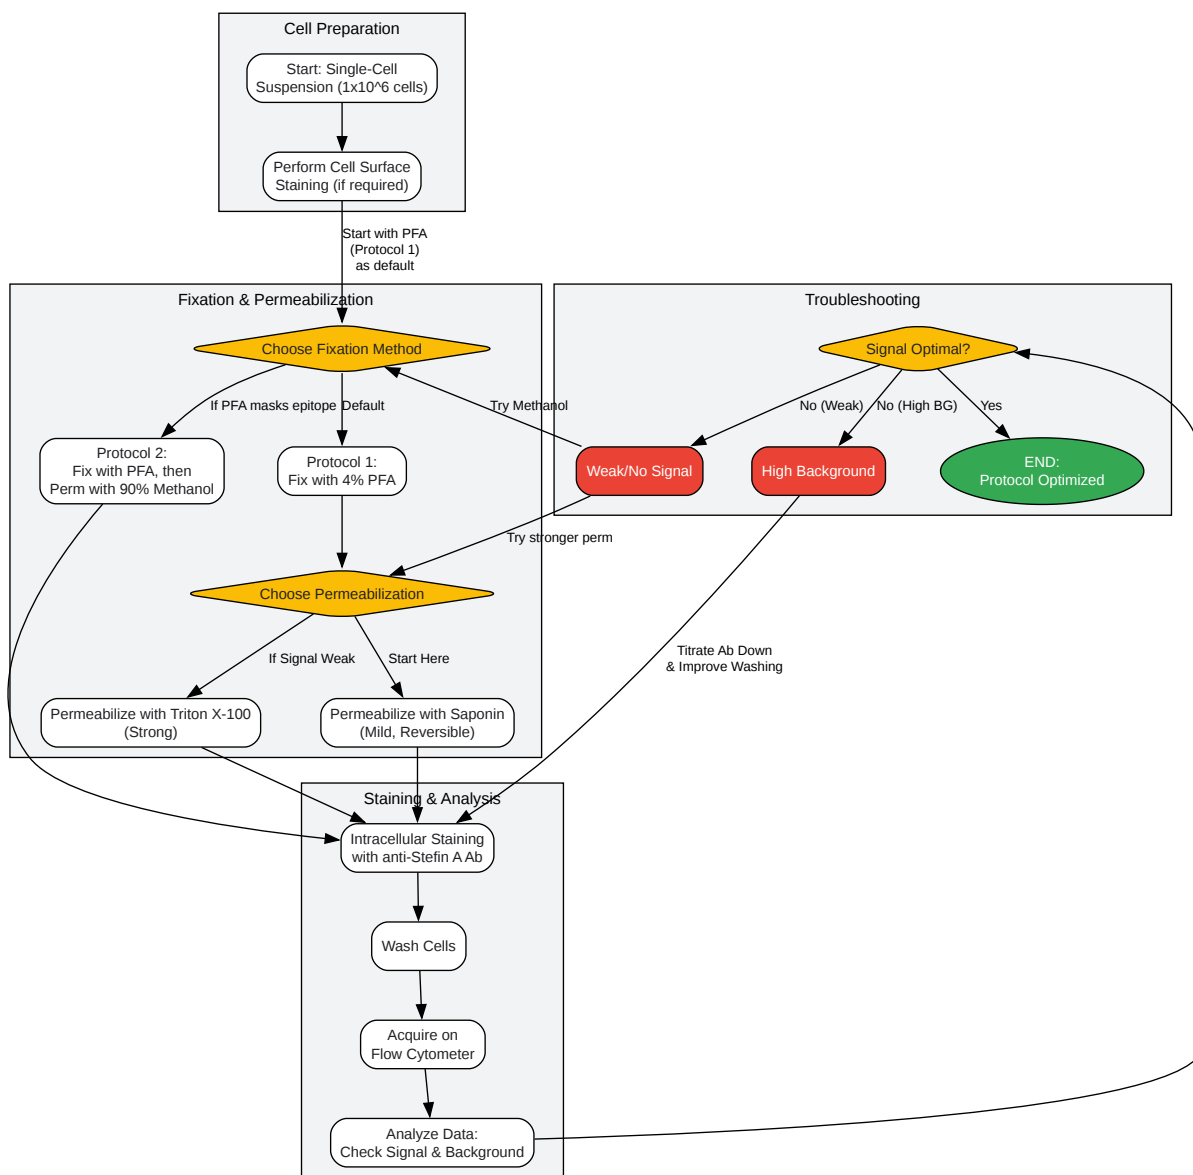 Cell Preparation
Start: Single-Cell
Suspension (1x10^6 cells)
Perform Cell Surface
Staining (if required)
Start with PFA
(Protocol 1)
as default
Fixation & Permeabilization
Choose Fixation Method
If PFA masks epitope
Default
Protocol 2:
Fix with PFA, then
Perm with 90% Methanol
Protocol 1:
Fix with 4% PFA
Choose Permeabilization
If Signal Weak
Start Here
Permeabilize with Triton X-100
(Strong)
Permeabilize with Saponin
(Mild, Reversible)
Troubleshooting
Signal Optimal?
Try Methanol
No (Weak)
No (High BG)
Yes
Weak/No Signal
High Background
END:
Protocol Optimized
Try stronger perm
Titrate Ab Down
& Improve Washing
Staining & Analysis
Intracellular Staining
with anti-Stefin A Ab
Wash Cells
Acquire on
Flow Cytometer
Analyze Data:
Check Signal & Background